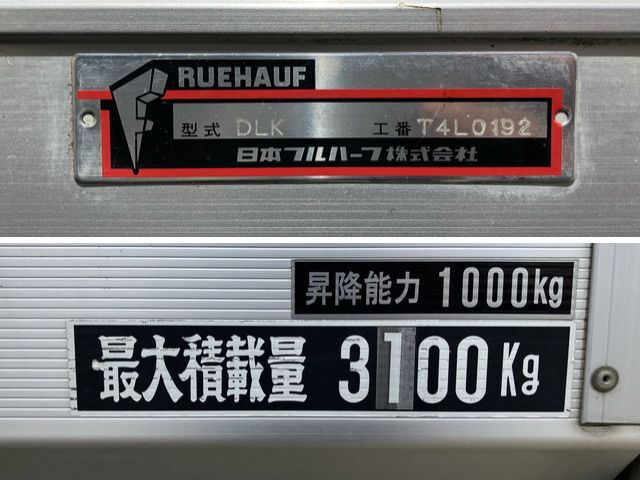 RUEHAUF
型式 DLK 工番 T4L0192
日本フルハーフ株式会社
昇降能力 1000kg
最大積載量 3100Kg